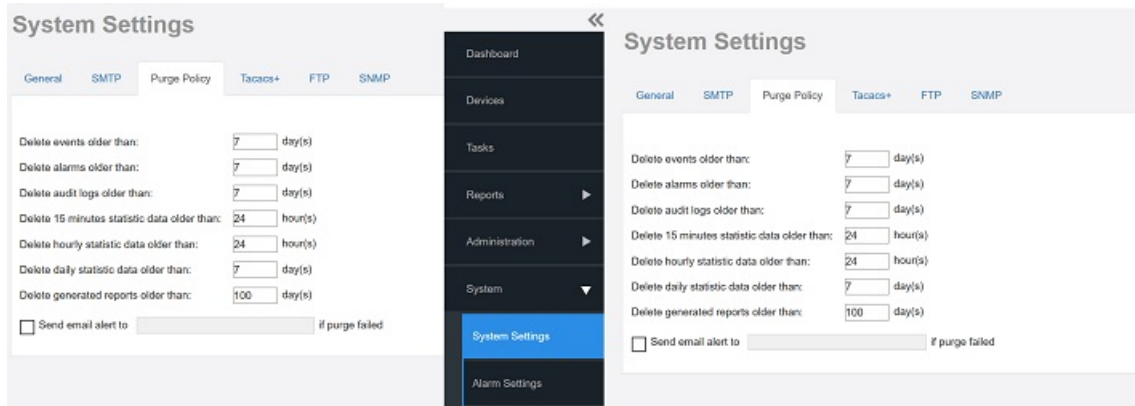 System Settings
General SMTP Purge Policy Tacacs+ FTP SNMP
Delete events older than: 7 day(s)
Delete alarms older than: 7 day(s)
Delete audit logs older than: 7 day(s)
Delete 15 minutes statistic data older than: 24 hour(s)
Delete hourly statistic data older than: 24 hour(s)
Delete daily statistic data older than: 7 day(s)
Delete generated reports older than: 100 day(s)
Send email alert to if purge failed
Dashboard
Devices
Tasks
Reports
Administration
System
System Settings
Alarm Settings
System Settings
General SMTP Purge Policy Tacacs+ FTP SNMP
Delete events older than: 7 day(s)
Delete alarms older than: 7 day(s)
Delete audit logs older than: 7 day(s)
Delete 15 minutes statistic data older than: 24 hour(s)
Delete hourly statistic data older than: 24 hour(s)
Delete daily statistic data older than: 7 day(s)
Delete generated reports older than: 100 day(s)
Send email alert to if purge failed